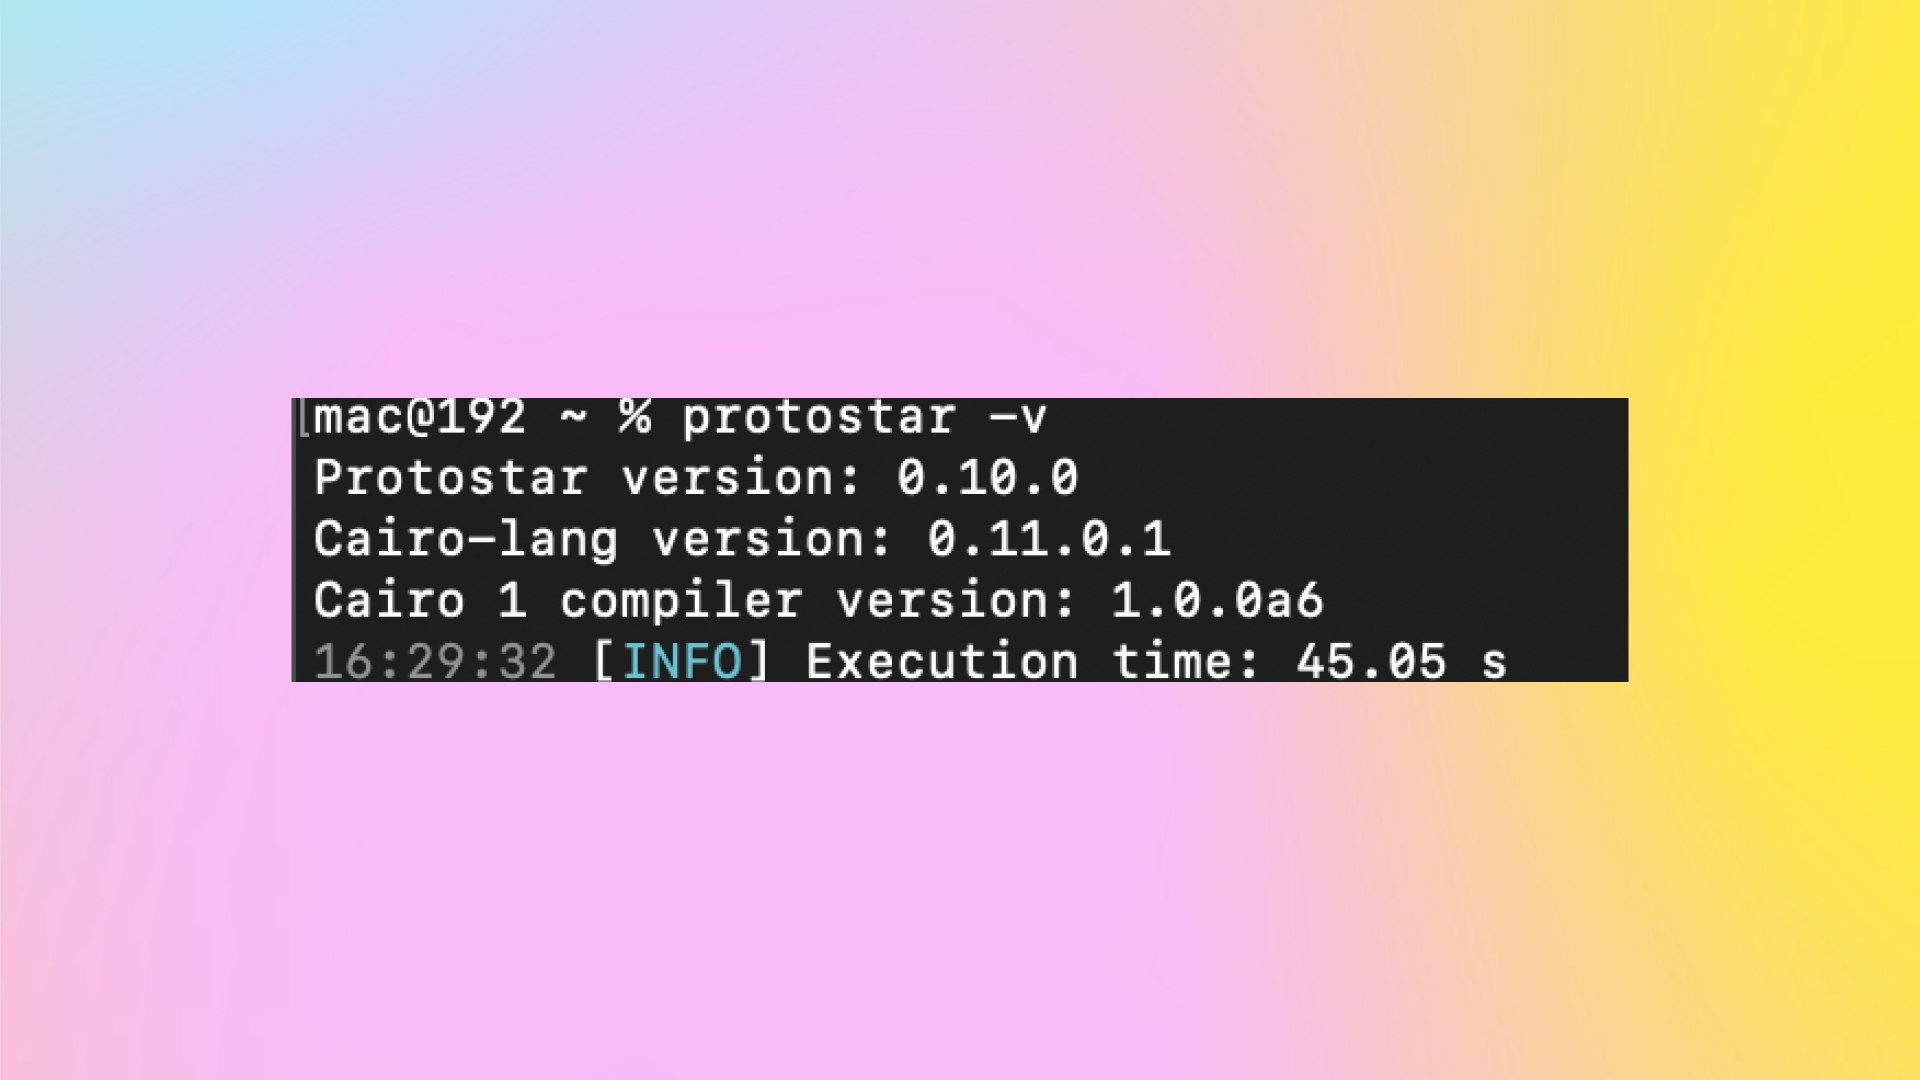 [mac@192 ~ % protostar -v
Protostar version: 0.10.0
Cairo-lang version: 0.11.0.1
Cairo 1 compiler version: 1.0.0a6
16:29:32 [INFO] Execution time: 45.05 s